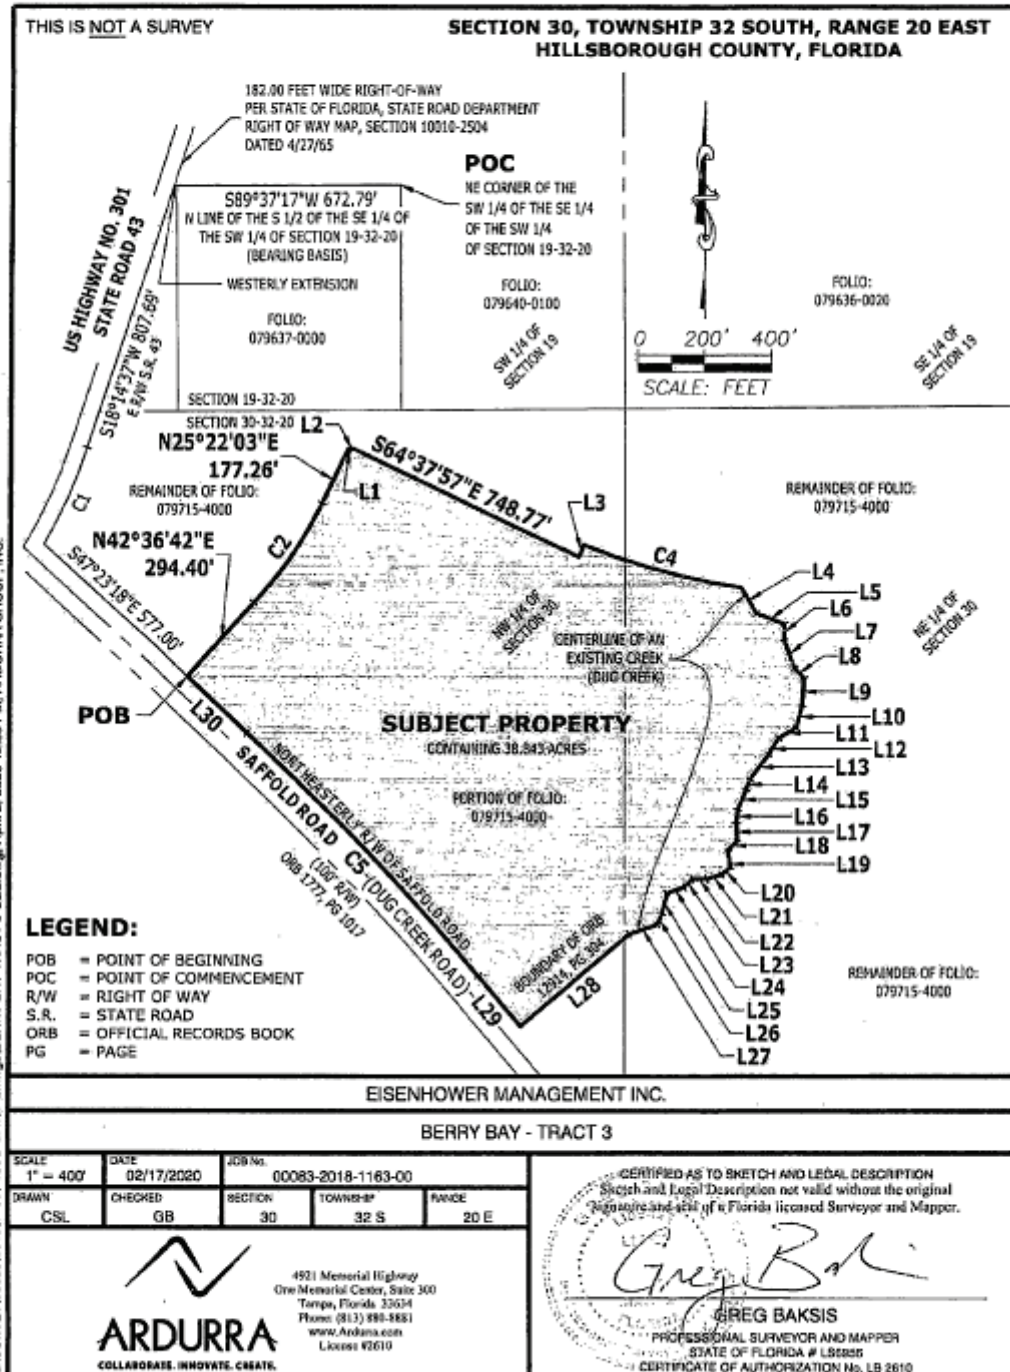 THIS IS NOT A SURVEY
SECTION 30, TOWNSHIP 32 SOUTH, RANGE 20 EAST
HILLSBOROUGH COUNTY, FLORIDA
182.00 FEET WIDE RIGHT-OF-WAY
PER STATE OF FLORIDA, STATE ROAD DEPARTMENT
RIGHT OF WAY MAP, SECTION 10010-2504
DATED 4/27/65
POC
NE CORNER OF THE
SW 1/4 OF THE SE 1/4
OF THE SW 1/4
OF SECTION 19-32-20
S89°37'17"W 672.79'
N LINE OF THE S 1/2 OF THE SE 1/4 OF
THE SW 1/4 OF SECTION 19-32-20
(BEARING BASIS)
WESTERLY EXTENSION
FOLIO:
079637-0000
FOLIO:
079640-0100
FOLIO:
079636-0020
US HIGHWAY NO. 301
STATE ROAD 43
S18°14'37"W 807.69'
E R/W S.R. 43
SW 1/4 OF
SECTION 19
SE 1/4 OF
SECTION 19
0 200' 400'
SCALE: FEET
SECTION 19-32-20
SECTION 30-32-20
L2
N25°22'03"E
177.26'
L1
S64°37'57"E 748.77'
L3
C4
REMAINDER OF FOLIO:
079715-4000
REMAINDER OF FOLIO:
079715-4000
C1
C2
N42°36'42"E
294.40'
S47°23'18"E 577.00'
L4
L5
L6
L7
L8
L9
L10
L11
L12
L13
L14
L15
L16
L17
L18
L19
L20
L21
L22
L23
L24
L25
L26
L27
NW 1/4 OF
SECTION 30
NE 1/4 OF
SECTION 30
CENTERLINE OF AN
EXISTING CREEK
(DUG CREEK)
POB
SUBJECT PROPERTY
CONTAINING 38.843 ACRES
PORTION OF FOLIO:
079715-4000
L30
SAFFOLD ROAD C5 (DUG CREEK ROAD)
L29
NORTHEASTERLY R/W OF SAFFOLD ROAD
(100' R/W)
ORB 1777, PG 1017
BOUNDARY OF ORB
12914, PG 304
L28
REMAINDER OF FOLIO:
079715-4000
LEGEND:
POB = POINT OF BEGINNING
POC = POINT OF COMMENCEMENT
R/W = RIGHT OF WAY
S.R. = STATE ROAD
ORB = OFFICIAL RECORDS BOOK
PG = PAGE
EISENHOWER MANAGEMENT INC.
BERRY BAY - TRACT 3
SCALE
1" = 400'
DATE
02/17/2020
JOB No.
00083-2018-1163-00
DRAWN
CSL
CHECKED
GB
SECTION
30
TOWNSHIP
32 S
RANGE
20 E
ARDURRA
COLLABORATE. INNOVATE. CREATE.
4921 Memorial Highway
One Memorial Center, Suite 300
Tampa, Florida 33634
Phone: (813) 880-8881
www.Ardurra.com
License #2610
CERTIFIED AS TO SKETCH AND LEGAL DESCRIPTION
Sketch and Legal Description not valid without the original
signature and seal of a Florida licensed Surveyor and Mapper.
GREG BAKSIS
PROFESSIONAL SURVEYOR AND MAPPER
STATE OF FLORIDA #
CERTIFICATE OF AUTHORIZATION No. LB 2610